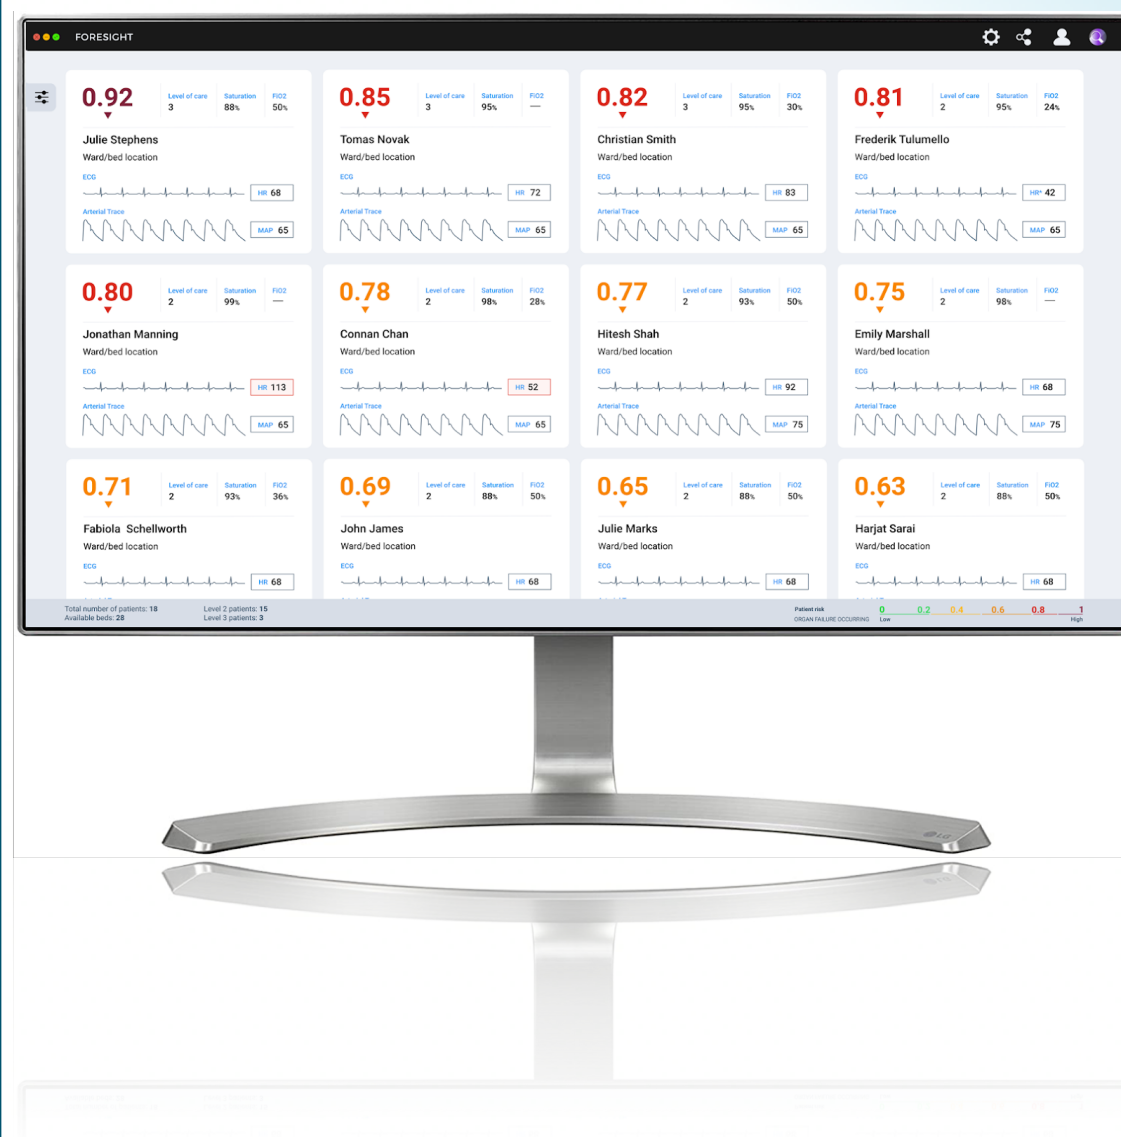 FORESIGHT
0.92 Level of care 3 Saturation 88% FiO2 50%
Julie Stephens
Ward/bed location
ECG
HR 68
Arterial Trace
MAP 65
0.85 Level of care 3 Saturation 95% FiO2 —
Tomas Novak
Ward/bed location
ECG
HR 72
Arterial Trace
MAP 65
0.82 Level of care 3 Saturation 95% FiO2 30%
Christian Smith
Ward/bed location
ECG
HR 83
Arterial Trace
MAP 65
0.81 Level of care 2 Saturation 95% FiO2 24%
Frederik Tulumello
Ward/bed location
ECG
HR* 42
Arterial Trace
MAP 65
0.80 Level of care 2 Saturation 99% FiO2 —
Jonathan Manning
Ward/bed location
ECG
HR 113
Arterial Trace
MAP 65
0.78 Level of care 2 Saturation 98% FiO2 28%
Connan Chan
Ward/bed location
ECG
HR 52
Arterial Trace
MAP 65
0.77 Level of care 2 Saturation 93% FiO2 50%
Hitesh Shah
Ward/bed location
ECG
HR 92
Arterial Trace
MAP 75
0.75 Level of care 2 Saturation 98% FiO2 —
Emily Marshall
Ward/bed location
ECG
HR 68
Arterial Trace
MAP 75
0.71 Level of care 2 Saturation 93% FiO2 36%
Fabiola Schellworth
Ward/bed location
ECG
HR 68
0.69 Level of care 2 Saturation 88% FiO2 50%
John James
Ward/bed location
ECG
HR 68
0.65 Level of care 2 Saturation 88% FiO2 50%
Julie Marks
Ward/bed location
ECG
HR 68
0.63 Level of care 2 Saturation 88% FiO2 50%
Harjat Sarai
Ward/bed location
ECG
HR 68
Total number of patients: 18 Level 2 patients: 15
Available beds: 28 Level 3 patients: 3
Patient risk 0 0.2 0.4 0.6 0.8 1
ORGAN FAILURE OCCURRING Low High
LG